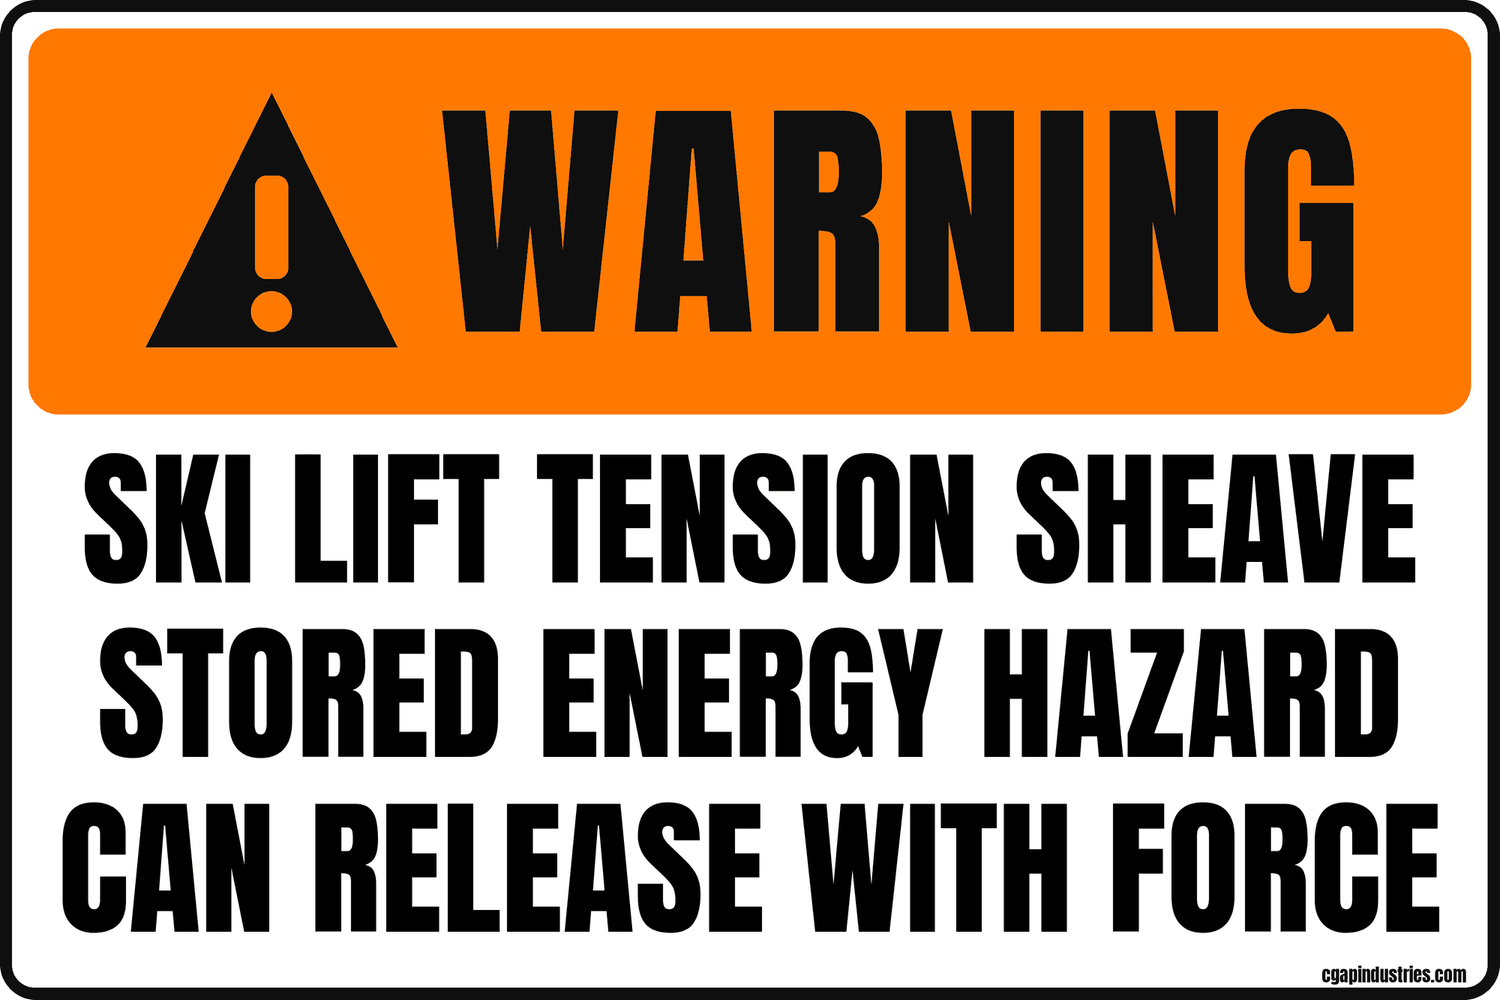 WARNING
SKI LIFT TENSION SHEAVE
STORED ENERGY HAZARD
CAN RELEASE WITH FORCE
cgapindustries.com